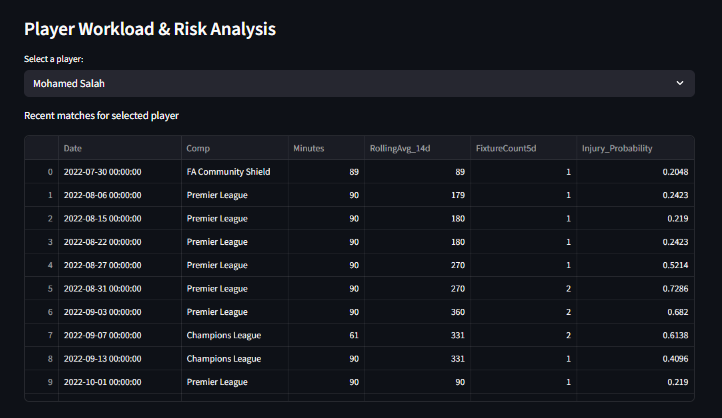 Player Workload & Risk Analysis
Select a player:
Mohamed Salah
Recent matches for selected player
Date Comp Minutes RollingAvg_14d FixtureCount5d Injury_Probability
0 2022-07-30 00:00:00 FA Community Shield 89 89 1 0.2048
1 2022-08-06 00:00:00 Premier League 90 179 1 0.2423
2 2022-08-15 00:00:00 Premier League 90 180 1 0.219
3 2022-08-22 00:00:00 Premier League 90 180 1 0.2423
4 2022-08-27 00:00:00 Premier League 90 270 1 0.5214
5 2022-08-31 00:00:00 Premier League 90 270 2 0.7286
6 2022-09-03 00:00:00 Premier League 90 360 2 0.682
7 2022-09-07 00:00:00 Champions League 61 331 2 0.6138
8 2022-09-13 00:00:00 Champions League 90 331 1 0.4096
9 2022-10-01 00:00:00 Premier League 90 90 1 0.219